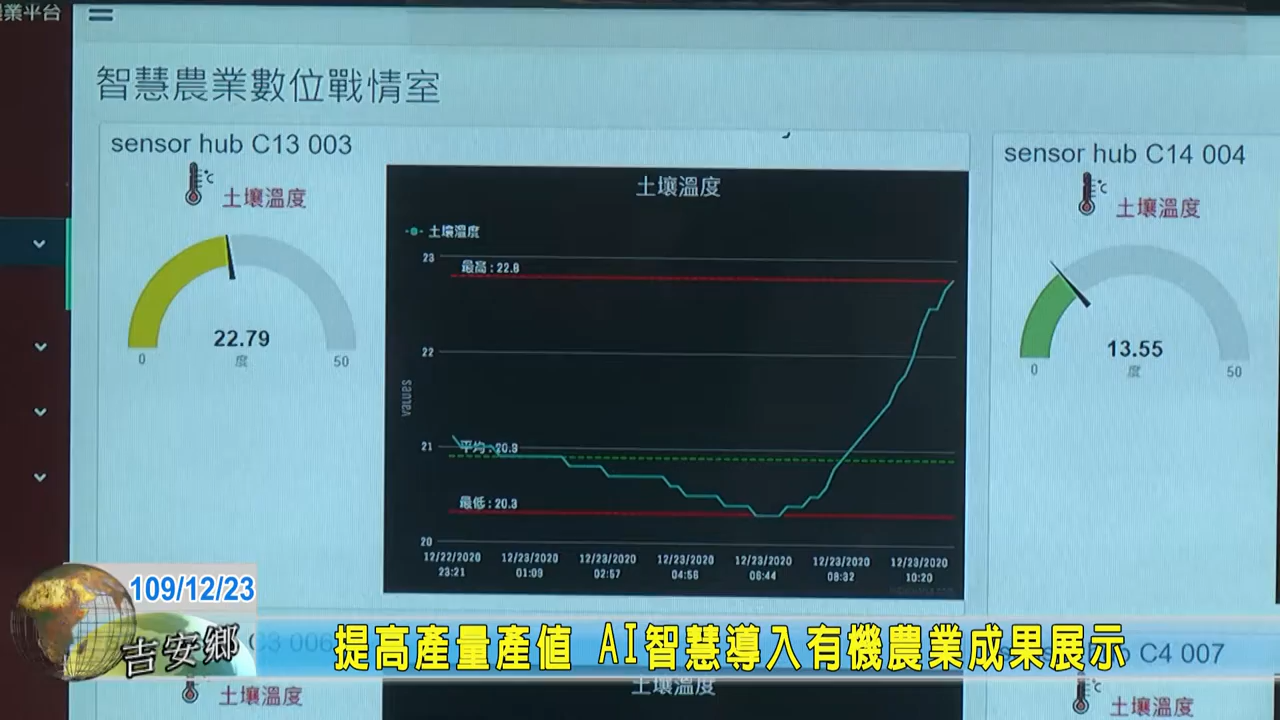 業平台
智慧農業數位戰情室
sensor hub C13 003
℃
土壤溫度
22.79
度
0
50
土壤溫度
土壤溫度
23
最高 : 22.8
22
values
21
平均 : 20.9
最低 : 20.3
20
12/22/2020 23:21
12/23/2020 01:09
12/23/2020 02:57
12/23/2020 04:56
12/23/2020 06:44
12/23/2020 08:32
12/23/2020 10:20
sensor hub C14 004
℃
土壤溫度
13.55
度
0
50
109/12/23
吉安鄉
提高產量產值 AI智慧導入有機農業成果展示
C3 006
C4 007
℃
土壤溫度
土壤溫度
℃
土壤溫度